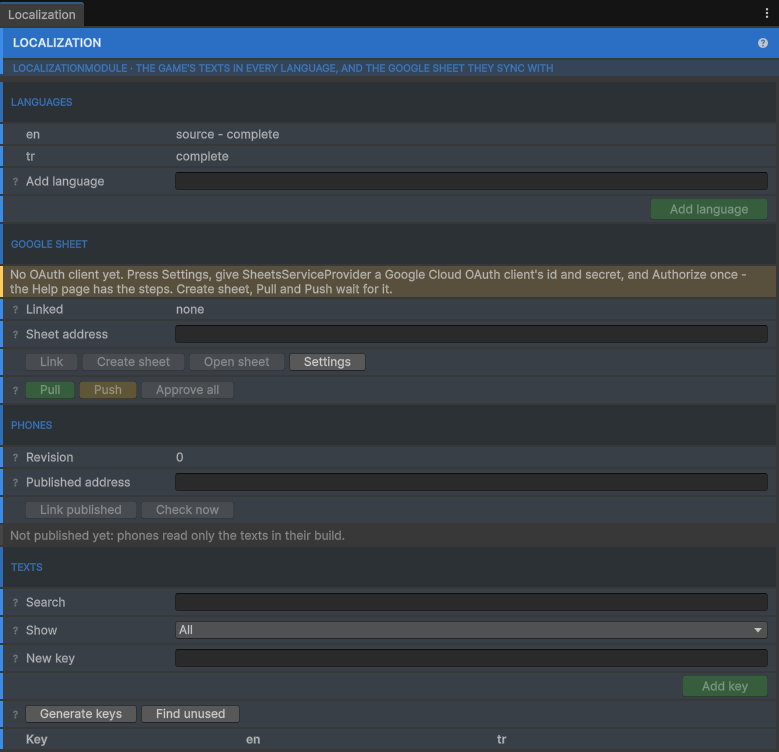 Localization
LOCALIZATION
?
LOCALIZATIONMODULE - THE GAME'S TEXTS IN EVERY LANGUAGE, AND THE GOOGLE SHEET THEY SYNC WITH
LANGUAGES
en source - complete
tr complete
? Add language
Add language
GOOGLE SHEET
No OAuth client yet. Press Settings, give SheetsServiceProvider a Google Cloud OAuth client's id and secret, and Authorize once -
the Help page has the steps. Create sheet, Pull and Push wait for it.
? Linked none
? Sheet address
Link Create sheet Open sheet Settings
? Pull Push Approve all
PHONES
? Revision 0
? Published address
Link published Check now
Not published yet: phones read only the texts in their build.
TEXTS
? Search
? Show All
? New key
Add key
? Generate keys Find unused
Key en tr